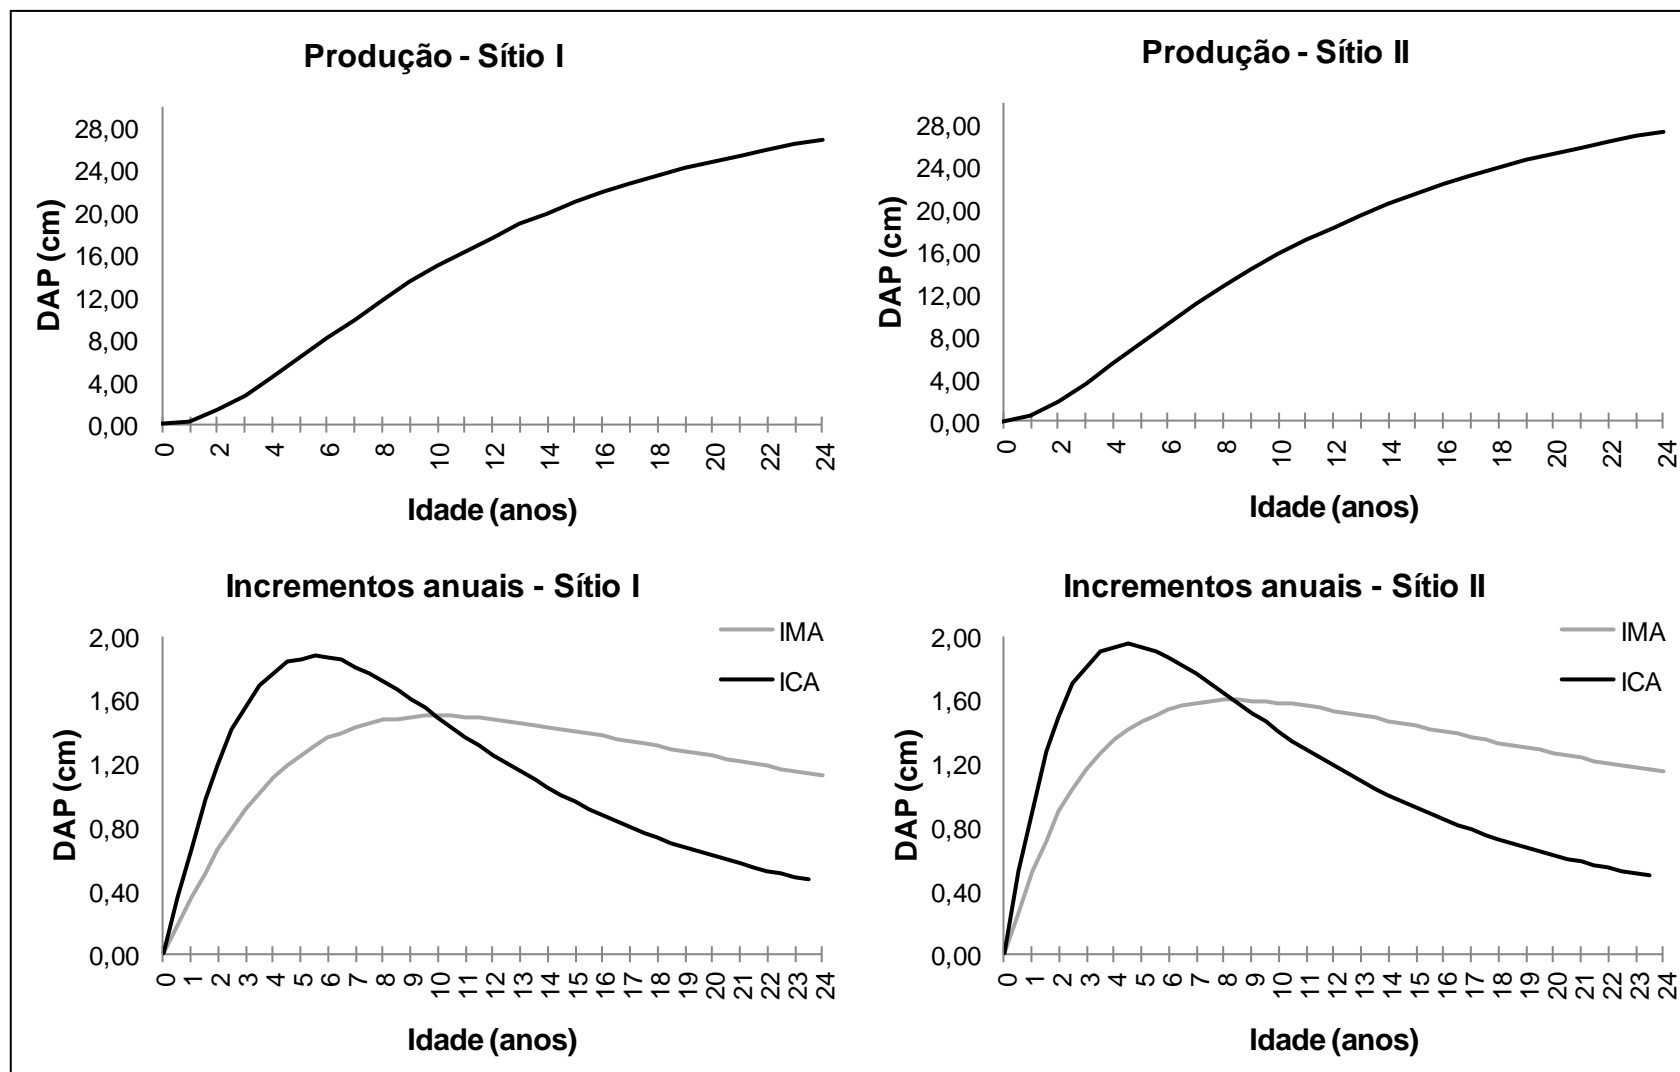 Produção - Sítio I
DAP (cm)
28,00
24,00
20,00
16,00
12,00
8,00
4,00
0,00
0 2 4 6 8 10 12 14 16 18 20 22 24
Idade (anos)
Produção - Sítio II
DAP (cm)
28,00
24,00
20,00
16,00
12,00
8,00
4,00
0,00
0 2 4 6 8 10 12 14 16 18 20 22 24
Idade (anos)
Incrementos anuais - Sítio I
IMA
ICA
DAP (cm)
2,00
1,60
1,20
0,80
0,40
0,00
0 1 2 3 4 5 6 7 8 9 10 11 12 13 14 15 16 17 18 19 20 21 22 23 24
Idade (anos)
Incrementos anuais - Sítio II
IMA
ICA
DAP (cm)
2,00
1,60
1,20
0,80
0,40
0,00
0 1 2 3 4 5 6 7 8 9 10 11 12 13 14 15 16 17 18 19 20 21 22 23 24
Idade (anos)